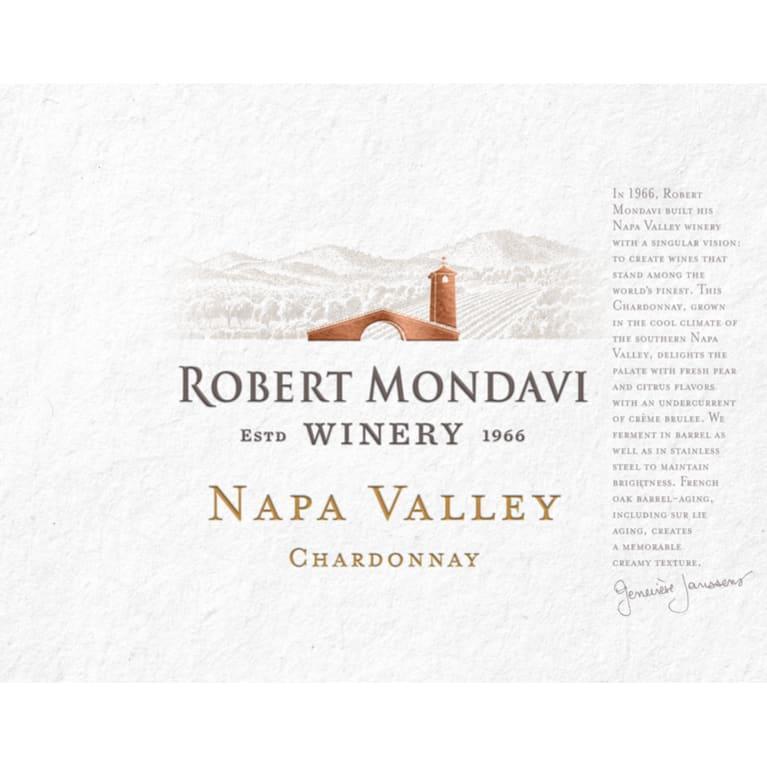 ROBERT MONDAVI
ESTD WINERY 1966
NAPA VALLEY
CHARDONNAY
IN 1966, ROBERT
MONDAVI BUILT HIS
NAPA VALLEY WINERY
WITH A SINGULAR VISION:
TO CREATE WINES THAT
STAND AMONG THE
WORLD'S FINEST. THIS
CHARDONNAY, GROWN
IN THE COOL CLIMATE OF
THE SOUTHERN NAPA
VALLEY, DELIGHTS THE
PALATE WITH FRESH PEAR
AND CITRUS FLAVORS
WITH AN UNDERCURRENT
OF CRÈME BRULEE. WE
FERMENT IN BARREL AS
WELL AS IN STAINLESS
STEEL TO MAINTAIN
BRIGHTNESS. FRENCH
OAK BARREL-AGING,
INCLUDING SUR LIE
AGING, CREATES
A MEMORABLE
CREAMY TEXTURE.
Geneviève Janssens